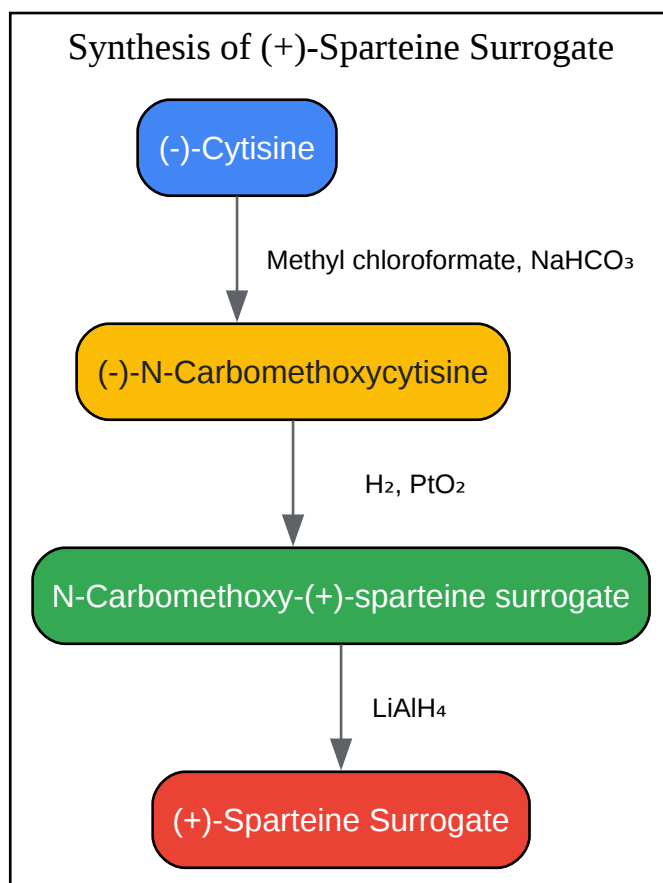 Synthesis of (+)-Sparteine Surrogate
(-)-Cytisine
Methyl chloroformate, NaHCO₃
(-)-N-Carbomethoxycytisine
H₂, PtO₂
N-Carbomethoxy-(+)-sparteine surrogate
LiAlH₄
(+)-Sparteine Surrogate